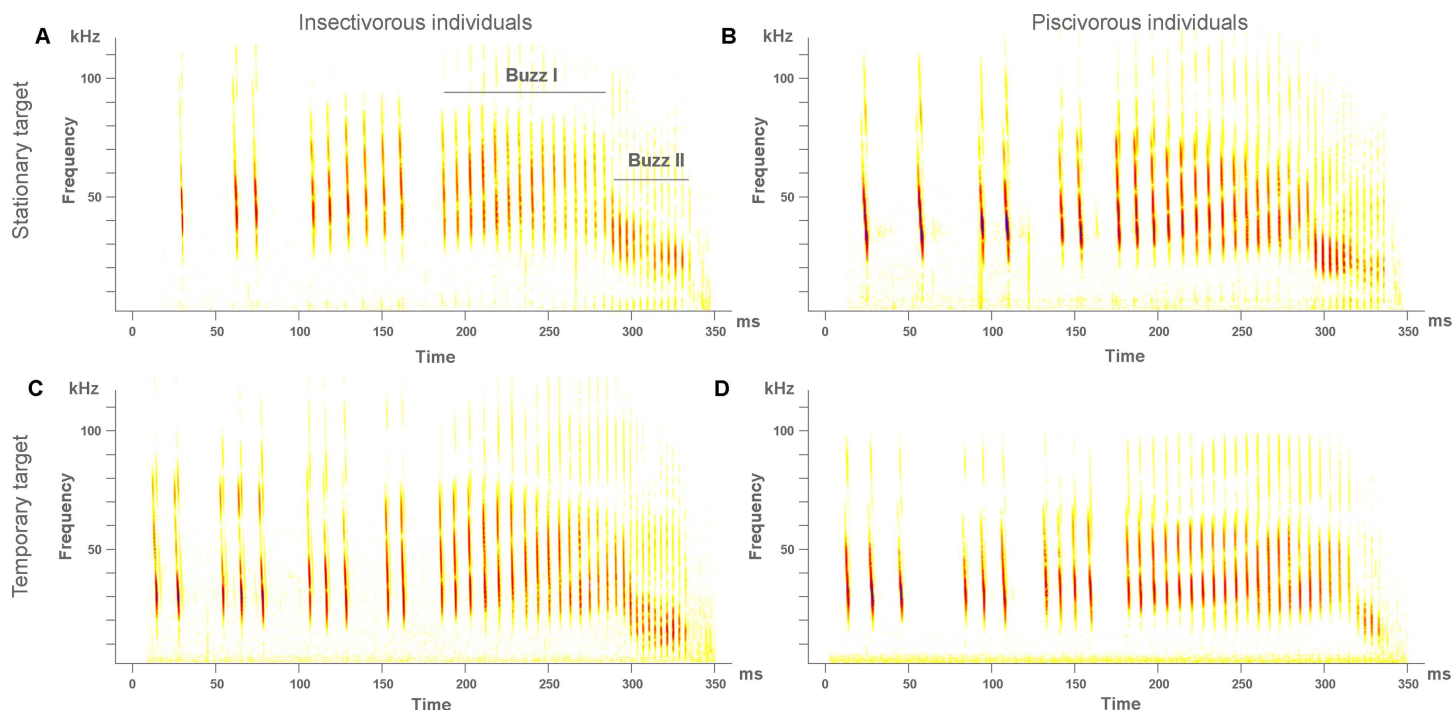 Insectivorous individuals
Piscivorous individuals
Stationary target
Temporary target
A
kHz
100
50
Frequency
Buzz I
Buzz II
0 50 100 150 200 250 300 350 ms
Time
B
kHz
100
50
Frequency
0 50 100 150 200 250 300 350 ms
Time
C
kHz
100
50
Frequency
0 50 100 150 200 250 300 350 ms
Time
D
kHz
100
50
Frequency
0 50 100 150 200 250 300 350 ms
Time